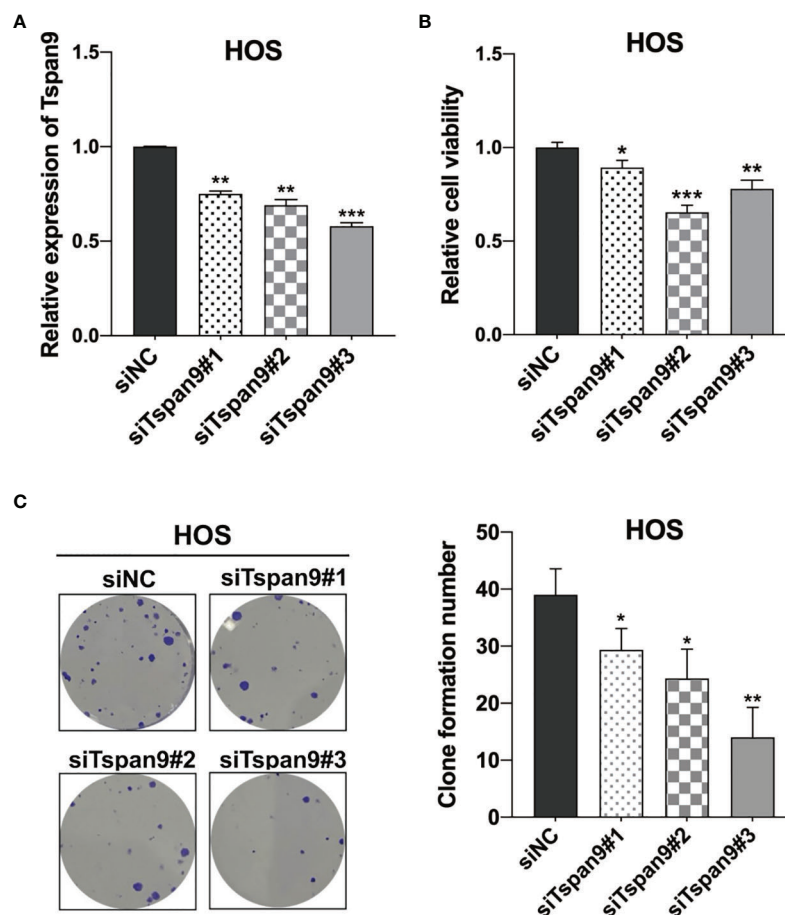 A
HOS
Relative expression of Tspan9
1.5
1.0
0.5
0.0
**
**
***
siNC
siTspan9#1
siTspan9#2
siTspan9#3
B
HOS
Relative cell viability
1.5
1.0
0.5
0.0
*
***
**
siNC
siTspan9#1
siTspan9#2
siTspan9#3
C
HOS
siNC
siTspan9#1
siTspan9#2
siTspan9#3
HOS
Clone formation number
50
40
30
20
10
0
*
*
**
siNC
siTspan9#1
siTspan9#2
siTspan9#3